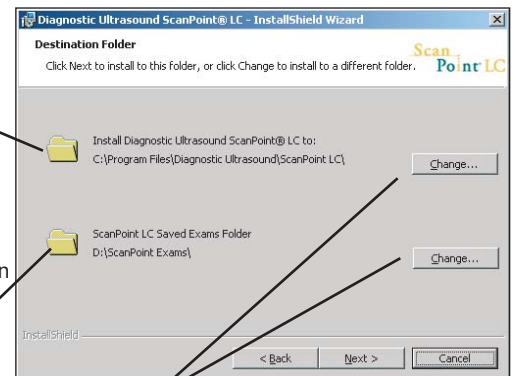 Diagnostic Ultrasound ScanPoint® LC - InstallShield Wizard
Destination Folder
Click Next to install to this folder, or click Change to install to a different folder.
Scan
Point LC
Install Diagnostic Ultrasound ScanPoint® LC to:
C:\Program Files\Diagnostic Ultrasound\ScanPoint LC\
Change...
ScanPoint LC Saved Exams Folder
D:\ScanPoint Exams\
Change...
n
InstallShield
< Back
Next >
Cancel